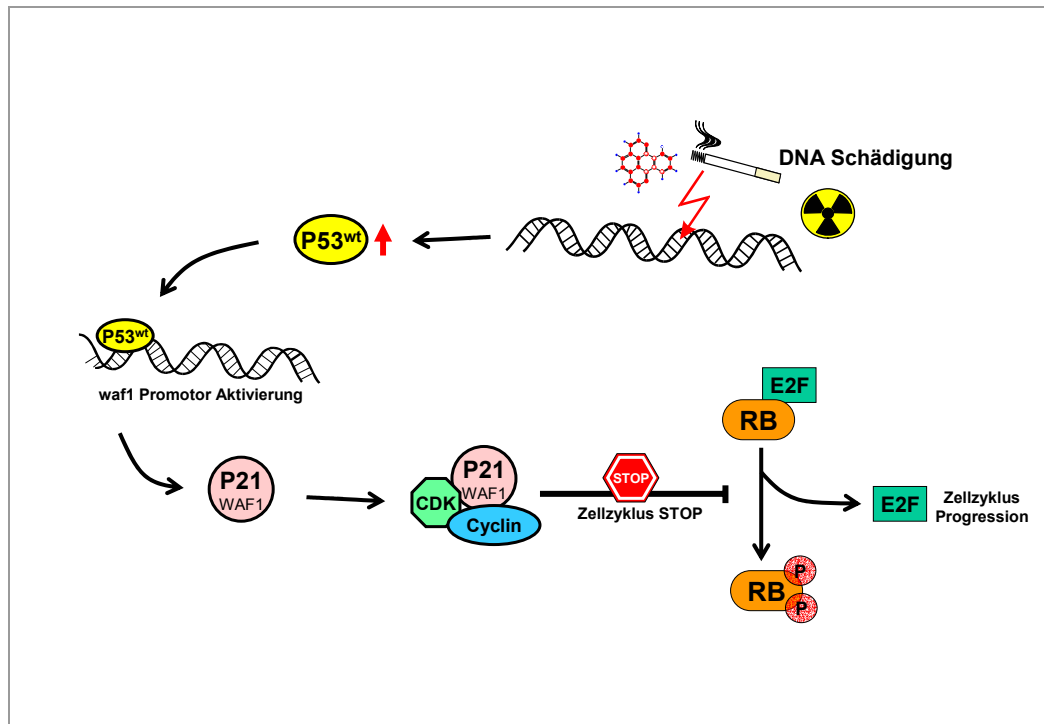 DNA Schädigung
P53wt
P53wt
waf1 Promotor Aktivierung
P21
WAF1
CDK
P21
WAF1
Cyclin
STOP
Zellzyklus STOP
E2F
RB
E2F
Zellzyklus
Progression
RB
P
P